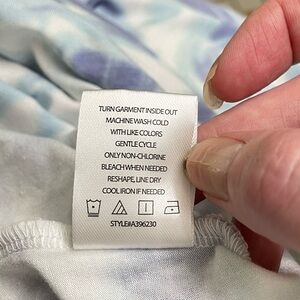 TURN GARMENT INSIDE OUT
MACHINE WASH COLD
WITH LIKE COLORS
GENTLE CYCLE
ONLY NON-CHLORINE
BLEACH WHEN NEEDED
RESHAPE, LINE DRY
COOL IRON IF NEEDED
STYLE#A396230